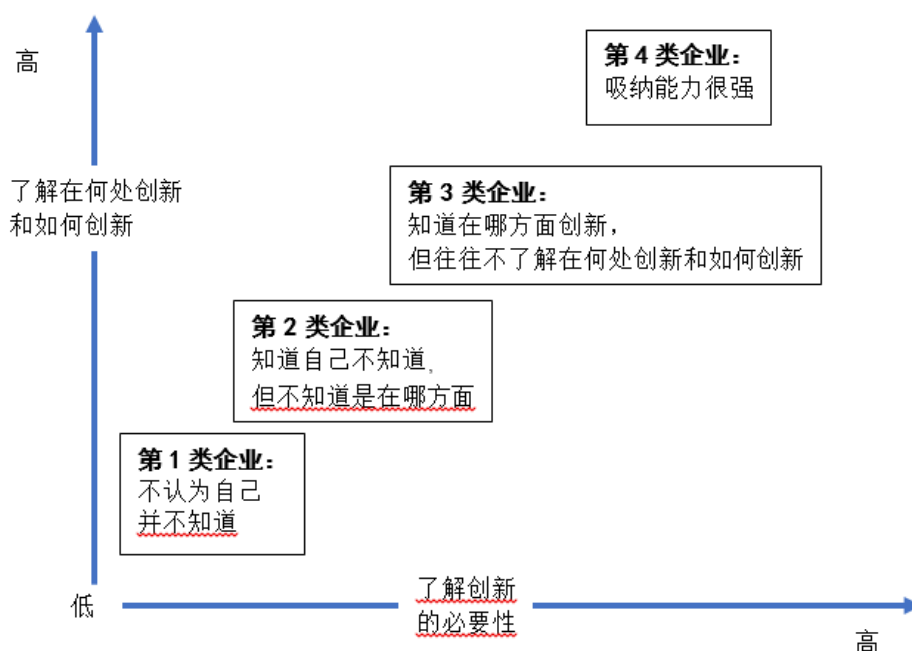 高
第 4 类企业：
吸纳能力很强
了解在何处创新
和如何创新
第 3 类企业：
知道在哪方面创新，
但往往不了解在何处创新和如何创新
第 2 类企业：
知道自己不知道，
但不知道是在哪方面
第 1 类企业：
不认为自己
并不知道
低
了解创新
的必要性
高